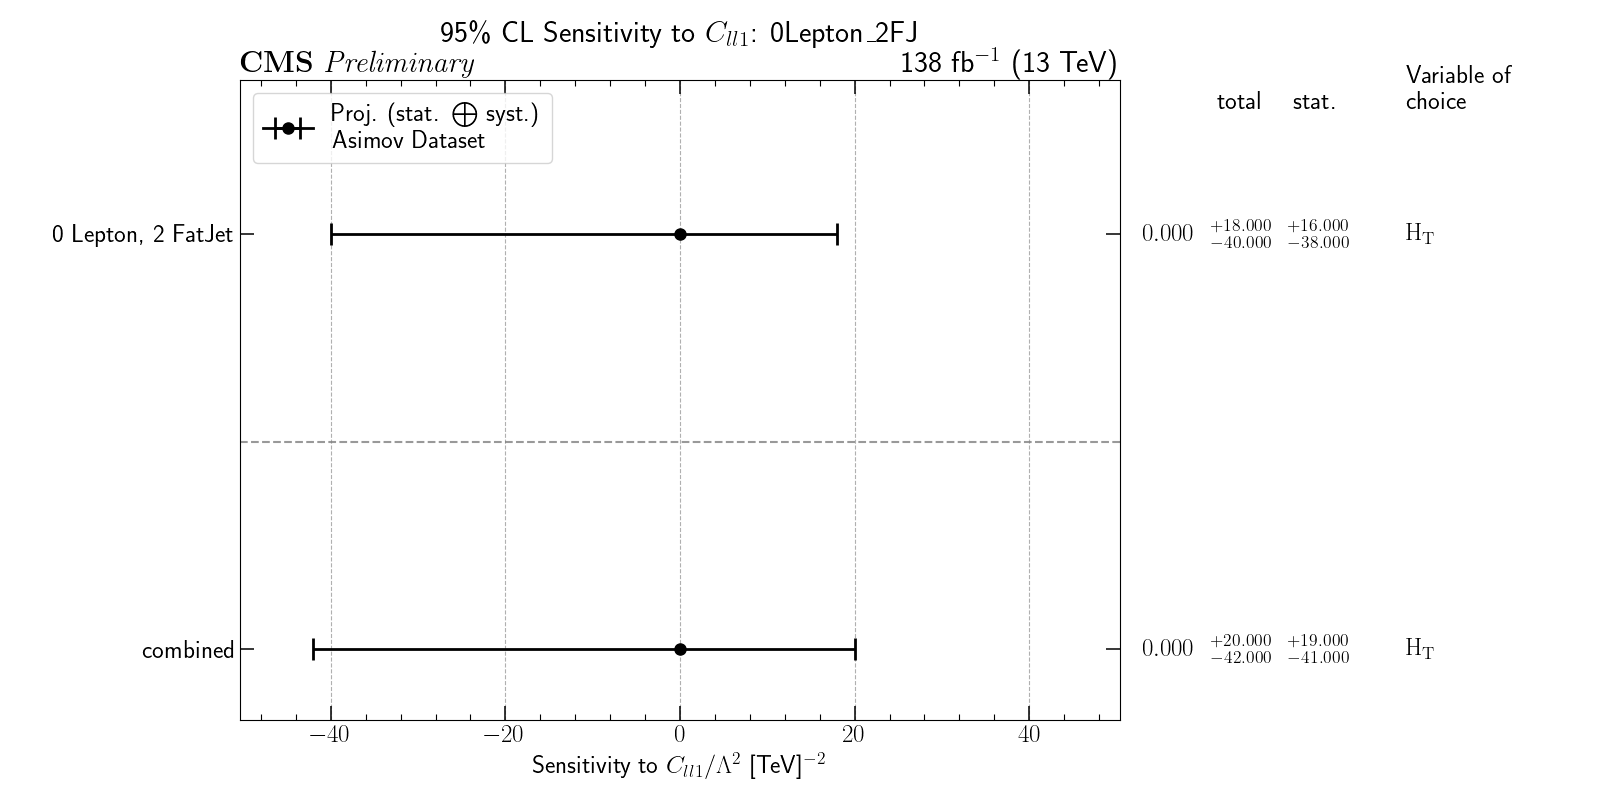 95% CL Sensitivity to C_{ll1}: 0Lepton_2FJ
CMS Preliminary
138 fb^{−1} (13 TeV)
Variable of
total stat. choice
Proj. (stat. ⊕ syst.)
Asimov Dataset
0 Lepton, 2 FatJet
0.000 +18.000 −40.000 +16.000 −38.000 H_T
combined
0.000 +20.000 −42.000 +19.000 −41.000 H_T
−40 −20 0 20 40
Sensitivity to C_{ll1}/Λ^2 [TeV]^{−2}